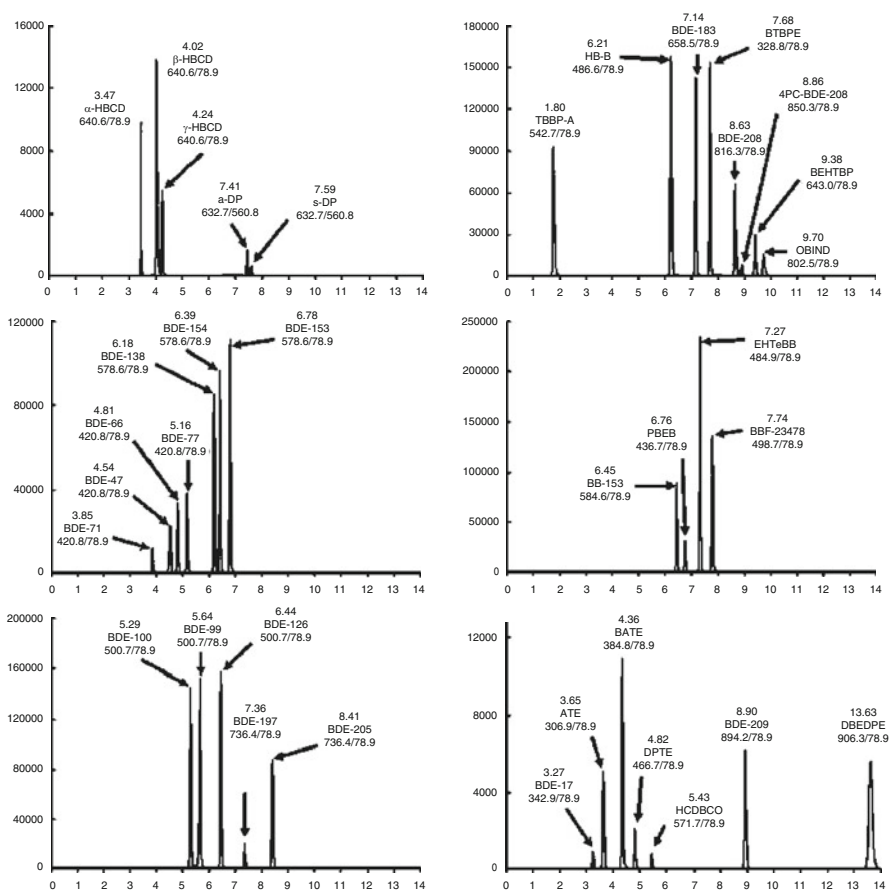 16000
12000
8000
4000
0
3.47
α-HBCD
640.6/78.9
4.02
β-HBCD
640.6/78.9
4.24
γ-HBCD
640.6/78.9
7.41
a-DP
632.7/560.8
7.59
s-DP
632.7/560.8
0 1 2 3 4 5 6 7 8 9 10 11 12 13 14
180000
150000
120000
90000
60000
30000
0
1.80
TBBP-A
542.7/78.9
6.21
HB-B
486.6/78.9
7.14
BDE-183
658.5/78.9
7.68
BTBPE
328.8/78.9
8.86
4PC-BDE-208
850.3/78.9
8.63
BDE-208
816.3/78.9
9.38
BEHTBP
643.0/78.9
9.70
OBIND
802.5/78.9
0 1 2 3 4 5 6 7 8 9 10 11 12 13 14
120000
80000
40000
0
3.85
BDE-71
420.8/78.9
4.54
BDE-47
420.8/78.9
4.81
BDE-66
420.8/78.9
5.16
BDE-77
420.8/78.9
6.18
BDE-138
578.6/78.9
6.39
BDE-154
578.6/78.9
6.78
BDE-153
578.6/78.9
0 1 2 3 4 5 6 7 8 9 10 11 12 13 14
250000
200000
150000
100000
50000
0
6.45
BB-153
584.6/78.9
6.76
PBEB
436.7/78.9
7.27
EHTeBB
484.9/78.9
7.74
BBF-23478
498.7/78.9
0 1 2 3 4 5 6 7 8 9 10 11 12 13 14
200000
160000
120000
80000
40000
0
5.29
BDE-100
500.7/78.9
5.64
BDE-99
500.7/78.9
6.44
BDE-126
500.7/78.9
7.36
BDE-197
736.4/78.9
8.41
BDE-205
736.4/78.9
0 1 2 3 4 5 6 7 8 9 10 11 12 13 14
12000
8000
4000
0
3.27
BDE-17
342.9/78.9
3.65
ATE
306.9/78.9
4.36
BATE
384.8/78.9
4.82
DPTE
466.7/78.9
5.43
HCDBCO
571.7/78.9
8.90
BDE-209
894.2/78.9
13.63
DBEDPE
906.3/78.9
0 1 2 3 4 5 6 7 8 9 10 11 12 13 14